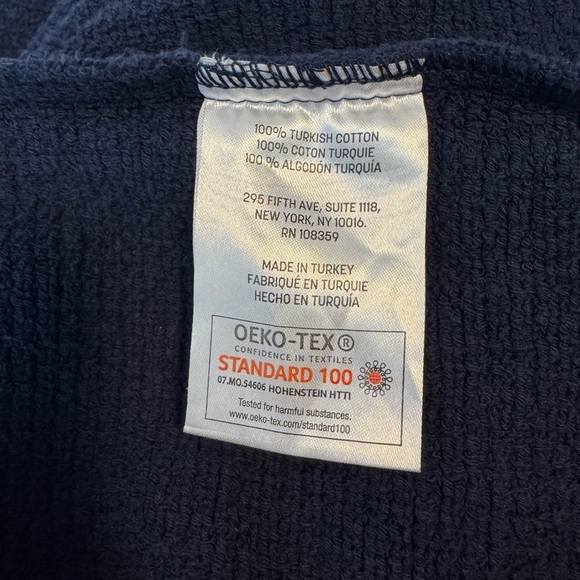 100% TURKISH COTTON
100% COTON TURQUIE
100 % ALGODÓN TURQUÍA
295 FIFTH AVE, SUITE 1118,
NEW YORK, NY 10016.
RN 108359
MADE IN TURKEY
FABRIQUÉ EN TURQUIE
HECHO EN TURQUÍA
OEKO-TEX®
CONFIDENCE IN TEXTILES
STANDARD 100
07.MO.54606 HOHENSTEIN HTTI
Tested for harmful substances.
www.oeko-tex.com/standard100